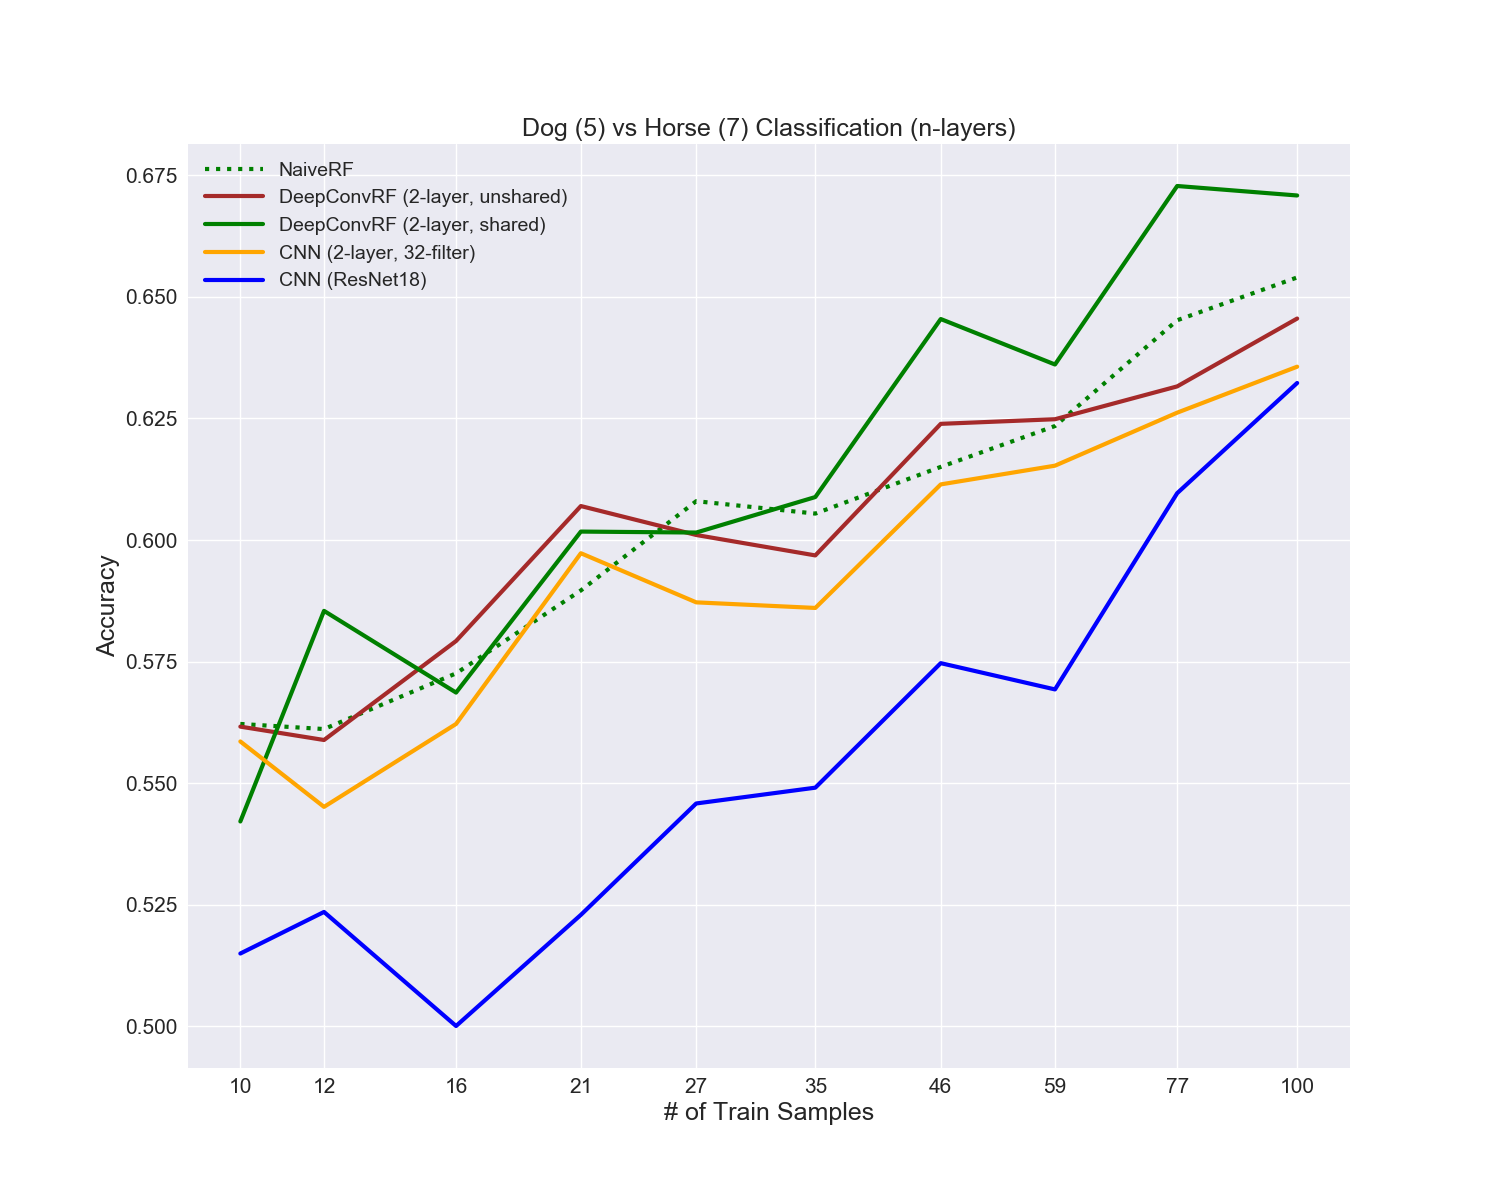 Dog (5) vs Horse (7) Classification (n-layers)
NaiveRF
DeepConvRF (2-layer, unshared)
DeepConvRF (2-layer, shared)
CNN (2-layer, 32-filter)
CNN (ResNet18)
0.675
0.650
0.625
0.600
0.575
0.550
0.525
0.500
Accuracy
10 12 16 21 27 35 46 59 77 100
# of Train Samples